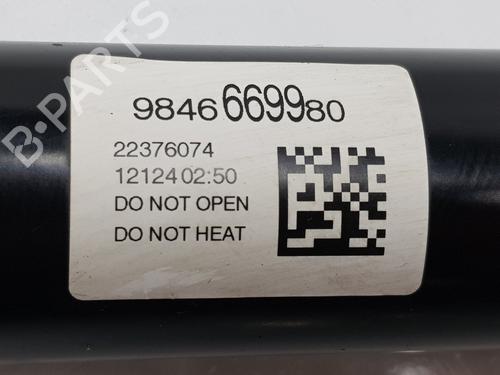 B-PARTS
9846669980
22376074
12124 02:50
DO NOT OPEN
DO NOT HEAT